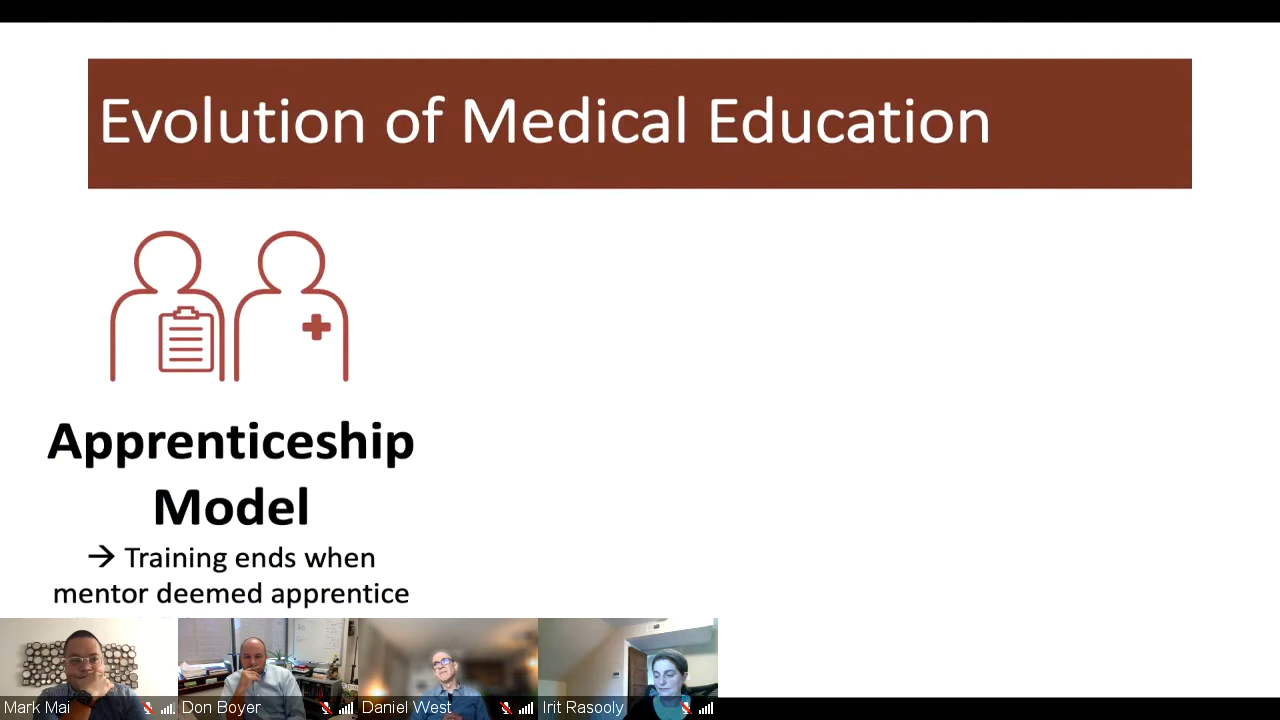 Evolution of Medical Education
Apprenticeship
Model
→ Training ends when
mentor deemed apprentice
Mark Mai
Don Boyer
Daniel West
Irit Rasooly